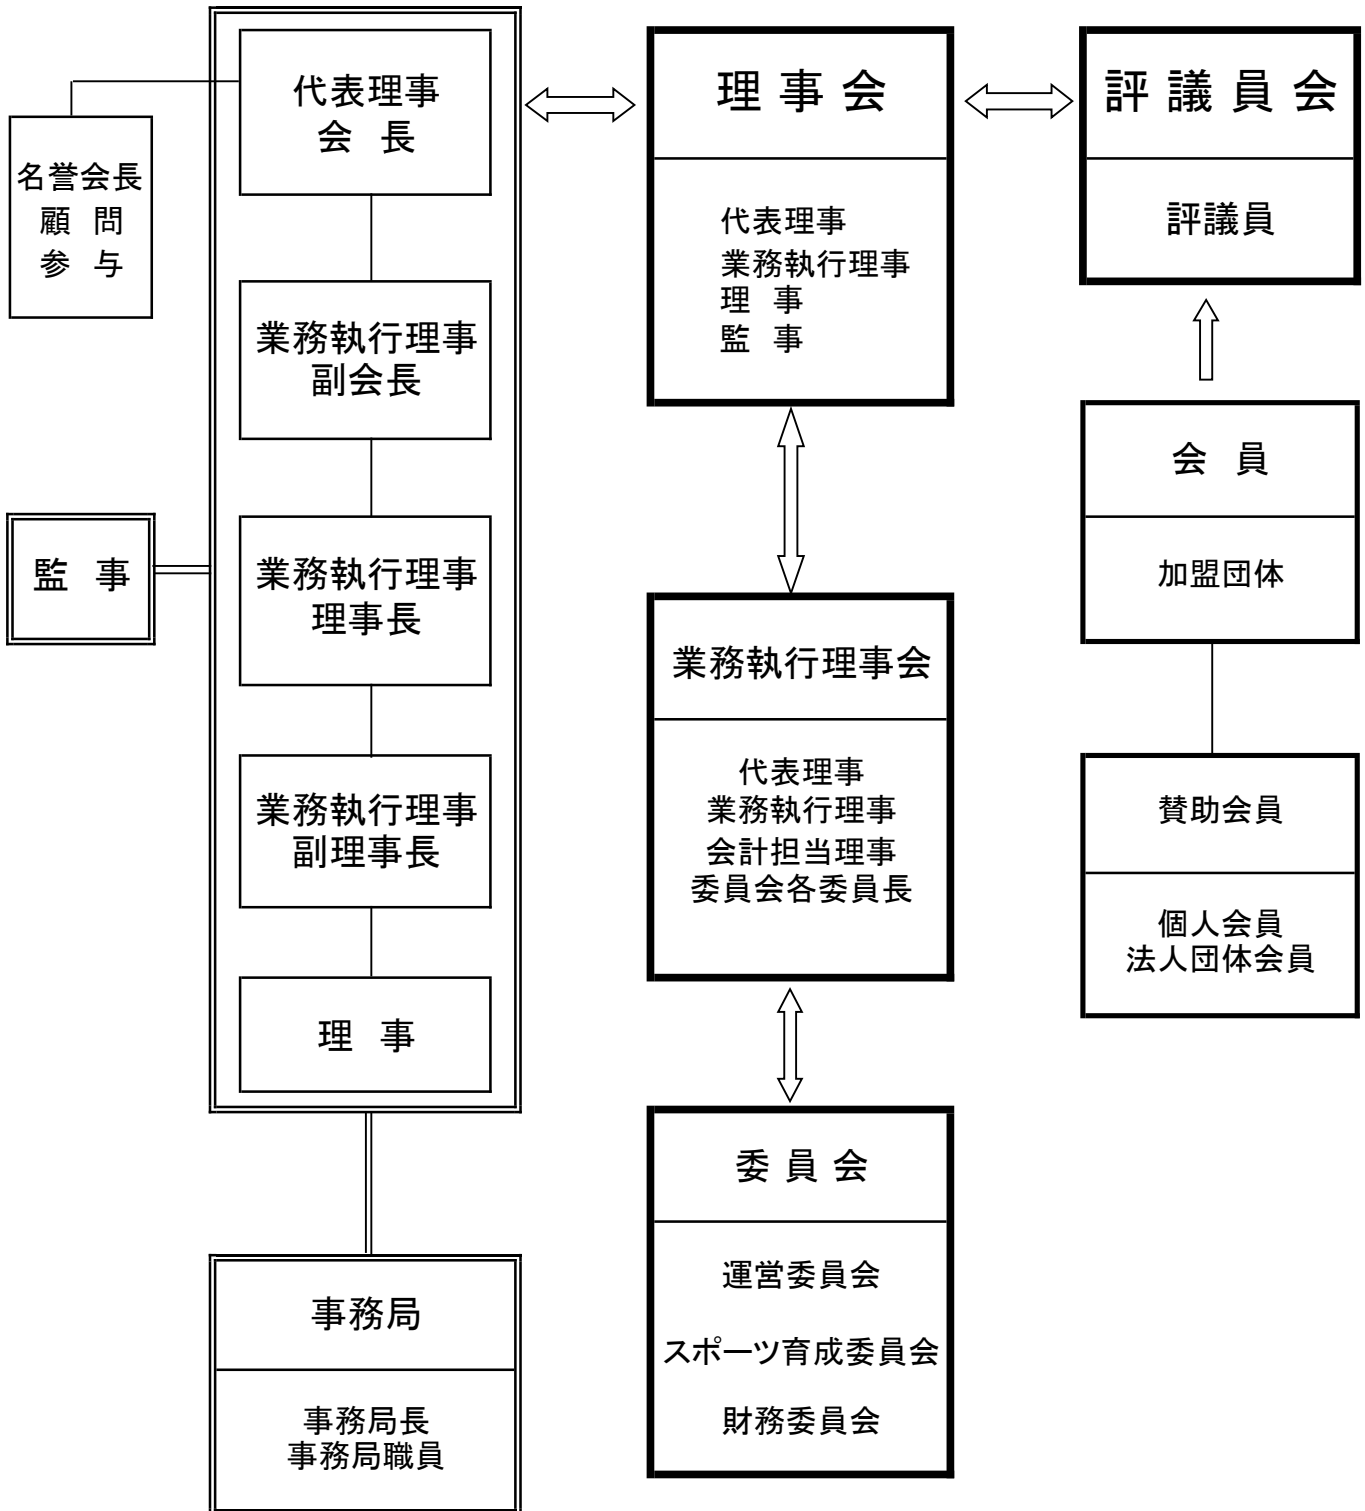 代表理事
会 長
名誉会長
顧 問
参 与
業務執行理事
副会長
監 事
業務執行理事
理事長
業務執行理事
副理事長
理 事
事務局
事務局長
事務局職員
理 事 会
代表理事
業務執行理事
理 事
監 事
業務執行理事会
代表理事
業務執行理事
会計担当理事
委員会各委員長
委 員 会
運営委員会
スポーツ育成委員会
財務委員会
評 議 員 会
評議員
会 員
加盟団体
賛助会員
個人会員
法人団体会員